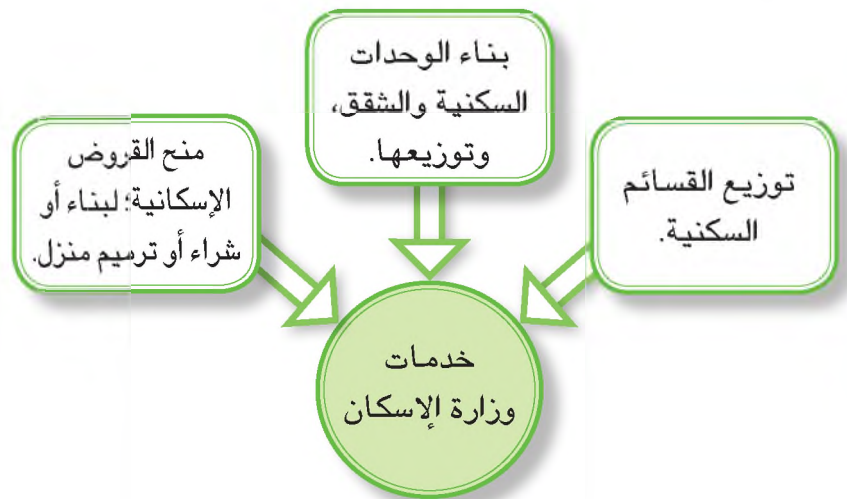 بناء الوحدات
السكنية والشقق،
وتوزيعها.
توزيع القسائم
السكنية.
منح القروض
الإسكانية؛ لبناء أو
شراء أو ترميم منزل.
خدمات
وزارة الإسكان